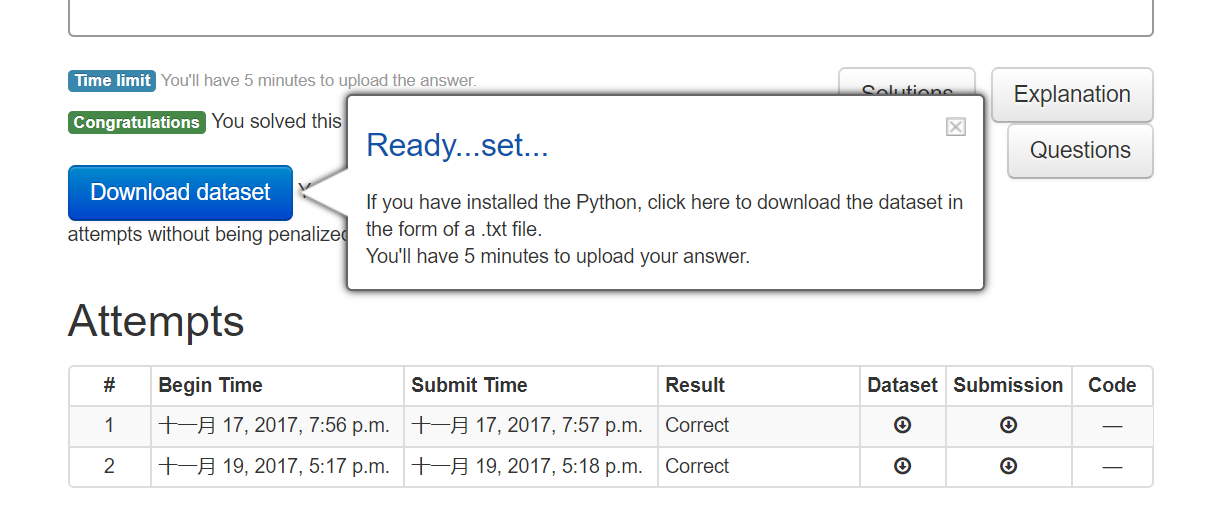 Time limit You'll have 5 minutes to upload the answer.
Solutions Explanation
Congratulations You solved this
Questions
Ready...set...
If you have installed the Python, click here to download the dataset in
the form of a .txt file.
You'll have 5 minutes to upload your answer.
Download dataset
attempts without being penalized
Attempts
# Begin Time Submit Time Result Dataset Submission Code
1 十一月 17, 2017, 7:56 p.m. 十一月 17, 2017, 7:57 p.m. Correct —
2 十一月 19, 2017, 5:17 p.m. 十一月 19, 2017, 5:18 p.m. Correct —